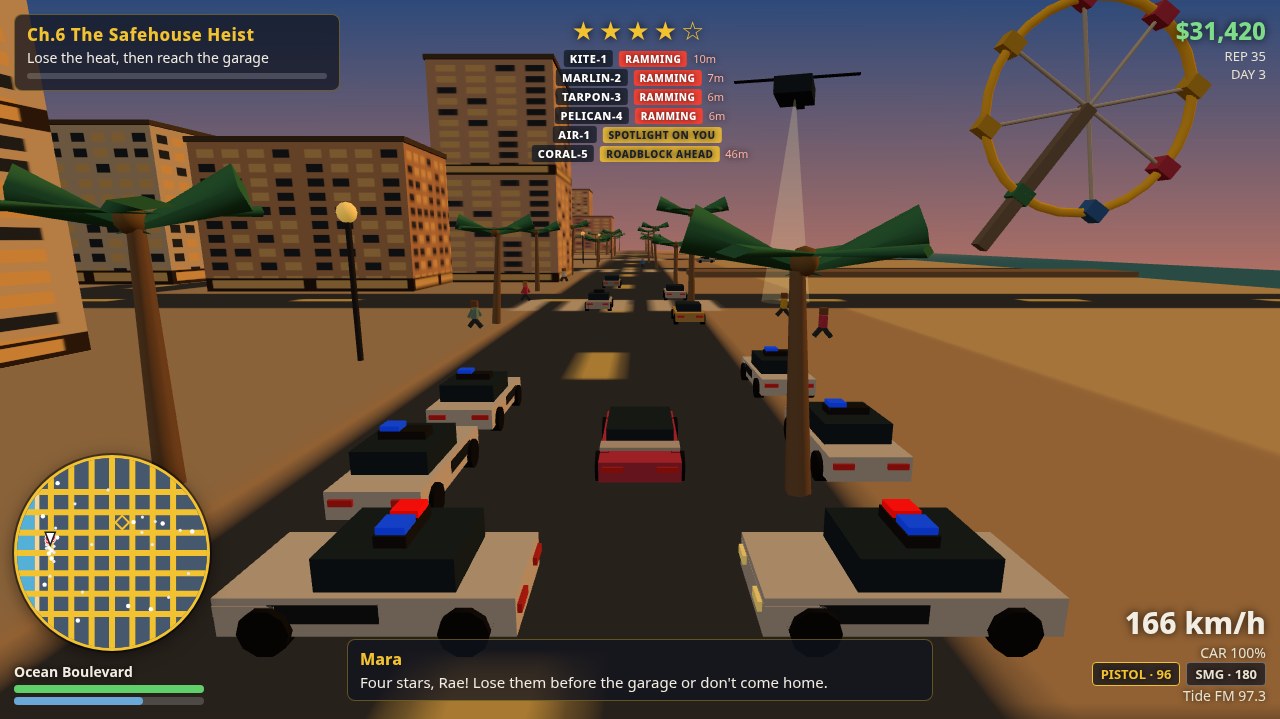 Ch.6 The Safehouse Heist
Lose the heat, then reach the garage
★★★★☆
KITE-1 RAMMING 10m
MARLIN-2 RAMMING 7m
TARPON-3 RAMMING 6m
PELICAN-4 RAMMING 6m
AIR-1 SPOTLIGHT ON YOU
CORAL-5 ROADBLOCK AHEAD 46m
$31,420
REP 35
DAY 3
Ocean Boulevard
Mara
Four stars, Rae! Lose them before the garage or don't come home.
166 km/h
CAR 100%
PISTOL · 96 SMG · 180
Tide FM 97.3